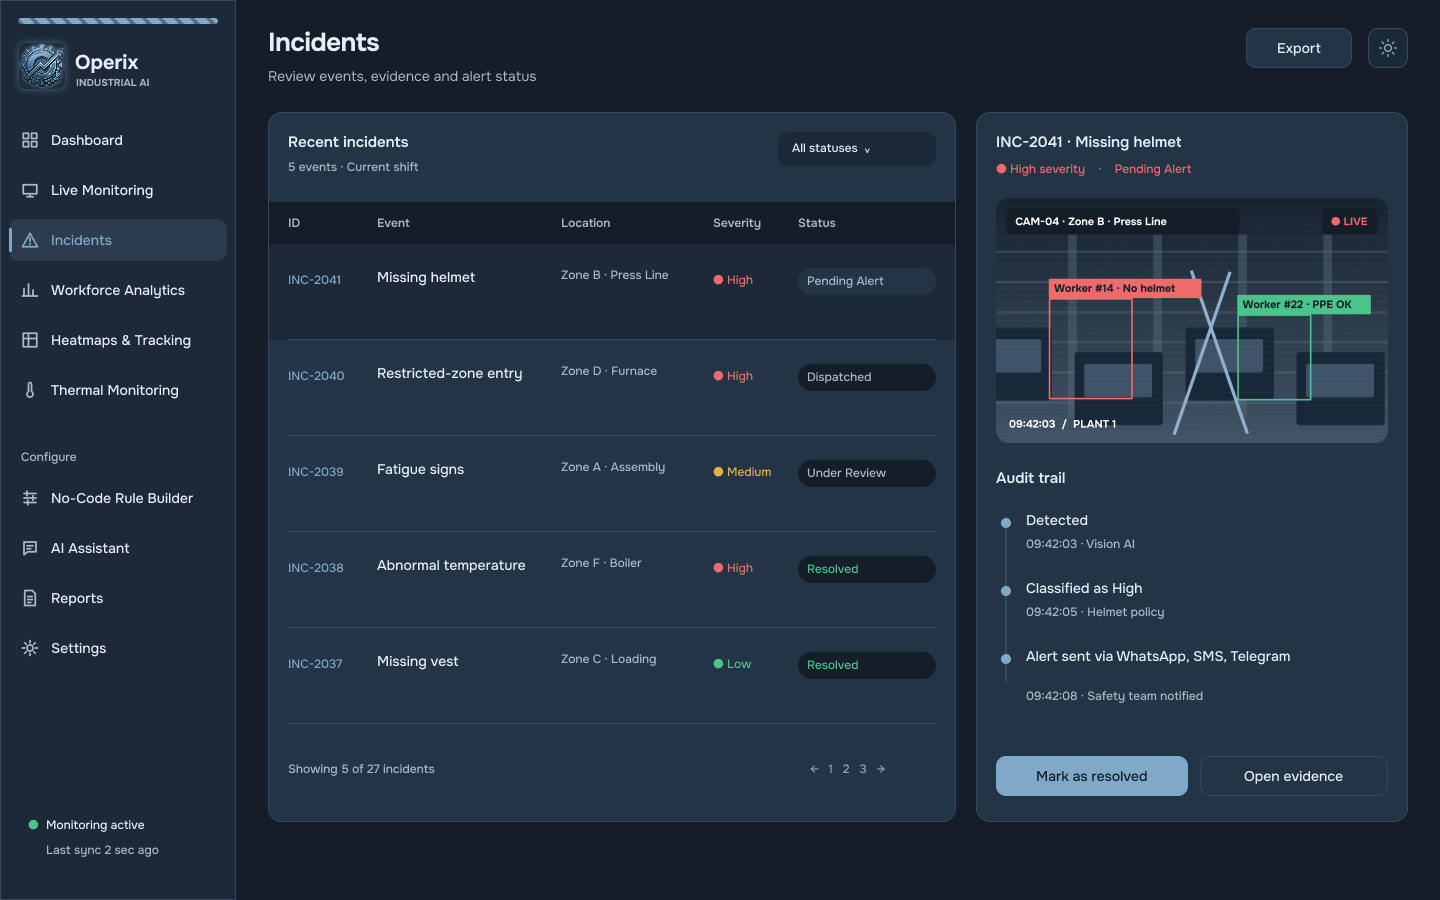 Operix
INDUSTRIAL AI
Dashboard
Live Monitoring
Incidents
Workforce Analytics
Heatmaps & Tracking
Thermal Monitoring
Configure
No-Code Rule Builder
AI Assistant
Reports
Settings
Monitoring active
Last sync 2 sec ago
Incidents
Review events, evidence and alert status
Export
Recent incidents
5 events · Current shift
All statuses
ID Event Location Severity Status
INC-2041 Missing helmet Zone B · Press Line High Pending Alert
INC-2040 Restricted-zone entry Zone D · Furnace High Dispatched
INC-2039 Fatigue signs Zone A · Assembly Medium Under Review
INC-2038 Abnormal temperature Zone F · Boiler High Resolved
INC-2037 Missing vest Zone C · Loading Low Resolved
Showing 5 of 27 incidents ← 1 2 3 →
INC-2041 · Missing helmet
High severity · Pending Alert
CAM-04 · Zone B · Press Line LIVE
Worker #14 · No helmet
Worker #22 · PPE OK
09:42:03 / PLANT 1
Audit trail
Detected
09:42:03 · Vision AI
Classified as High
09:42:05 · Helmet policy
Alert sent via WhatsApp, SMS, Telegram
09:42:08 · Safety team notified
Mark as resolved Open evidence